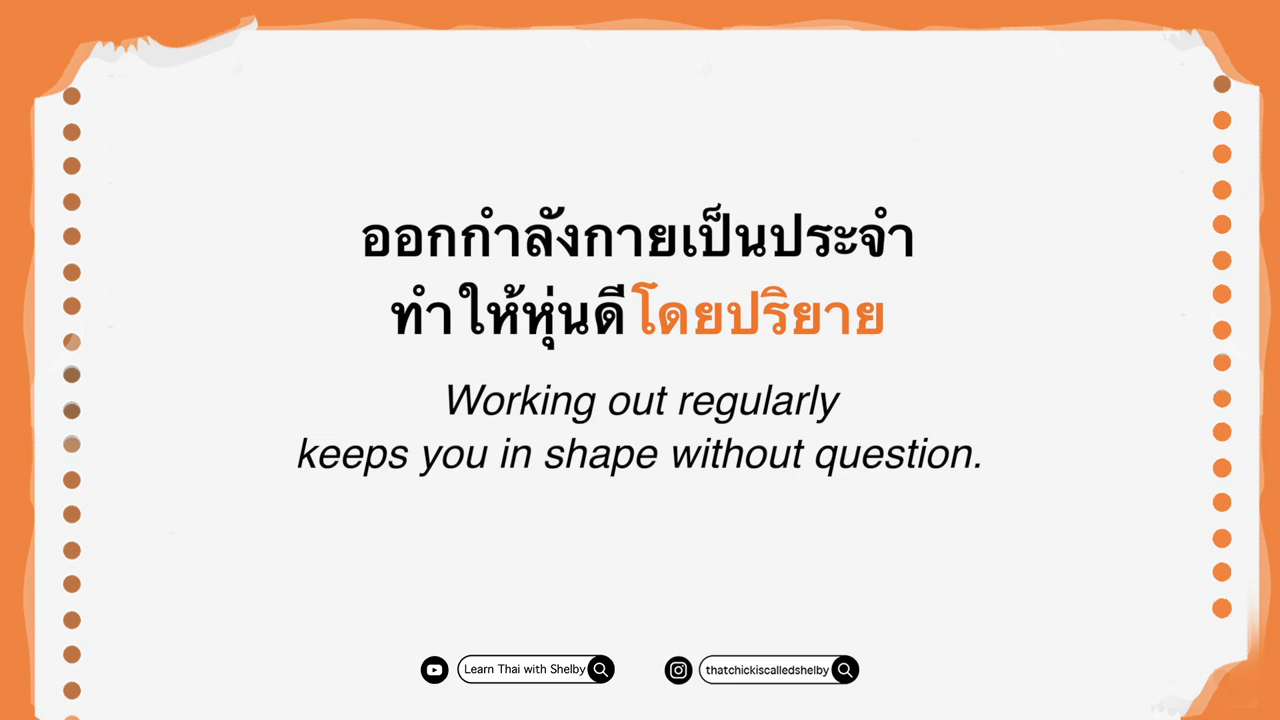 ออกกำลังกายเป็นประจำ
ทำให้หุ่นดีโดยปริยาย
Working out regularly
keeps you in shape without question.
Learn Thai with Shelby
thatchickiscalledshelby